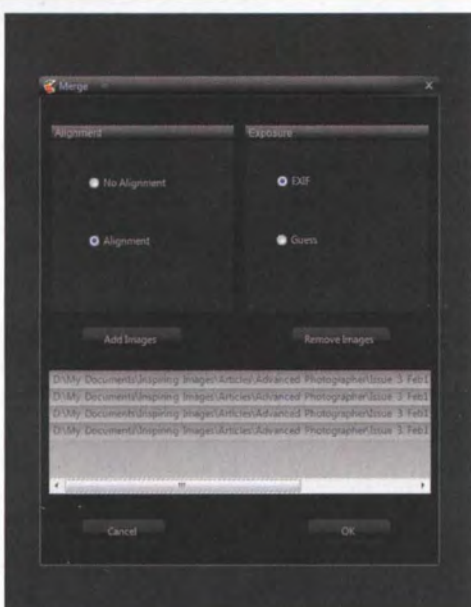 Merge
X
Alignment
Exposure
No Alignment
EXIF
Alignment
Guess
Add Images
Remove Images
D:\My Documents\Inspiring Images\Articles\Advanced Photographer\Issue 3 Feb1
D:\My Documents\Inspiring Images\Articles\Advanced Photographer\Issue 3 Feb1
D:\My Documents\Inspiring Images\Articles\Advanced Photographer\Issue 3 Feb1
D:\My Documents\Inspiring Images\Articles\Advanced Photographer\Issue 3 Feb1
Cancel
OK